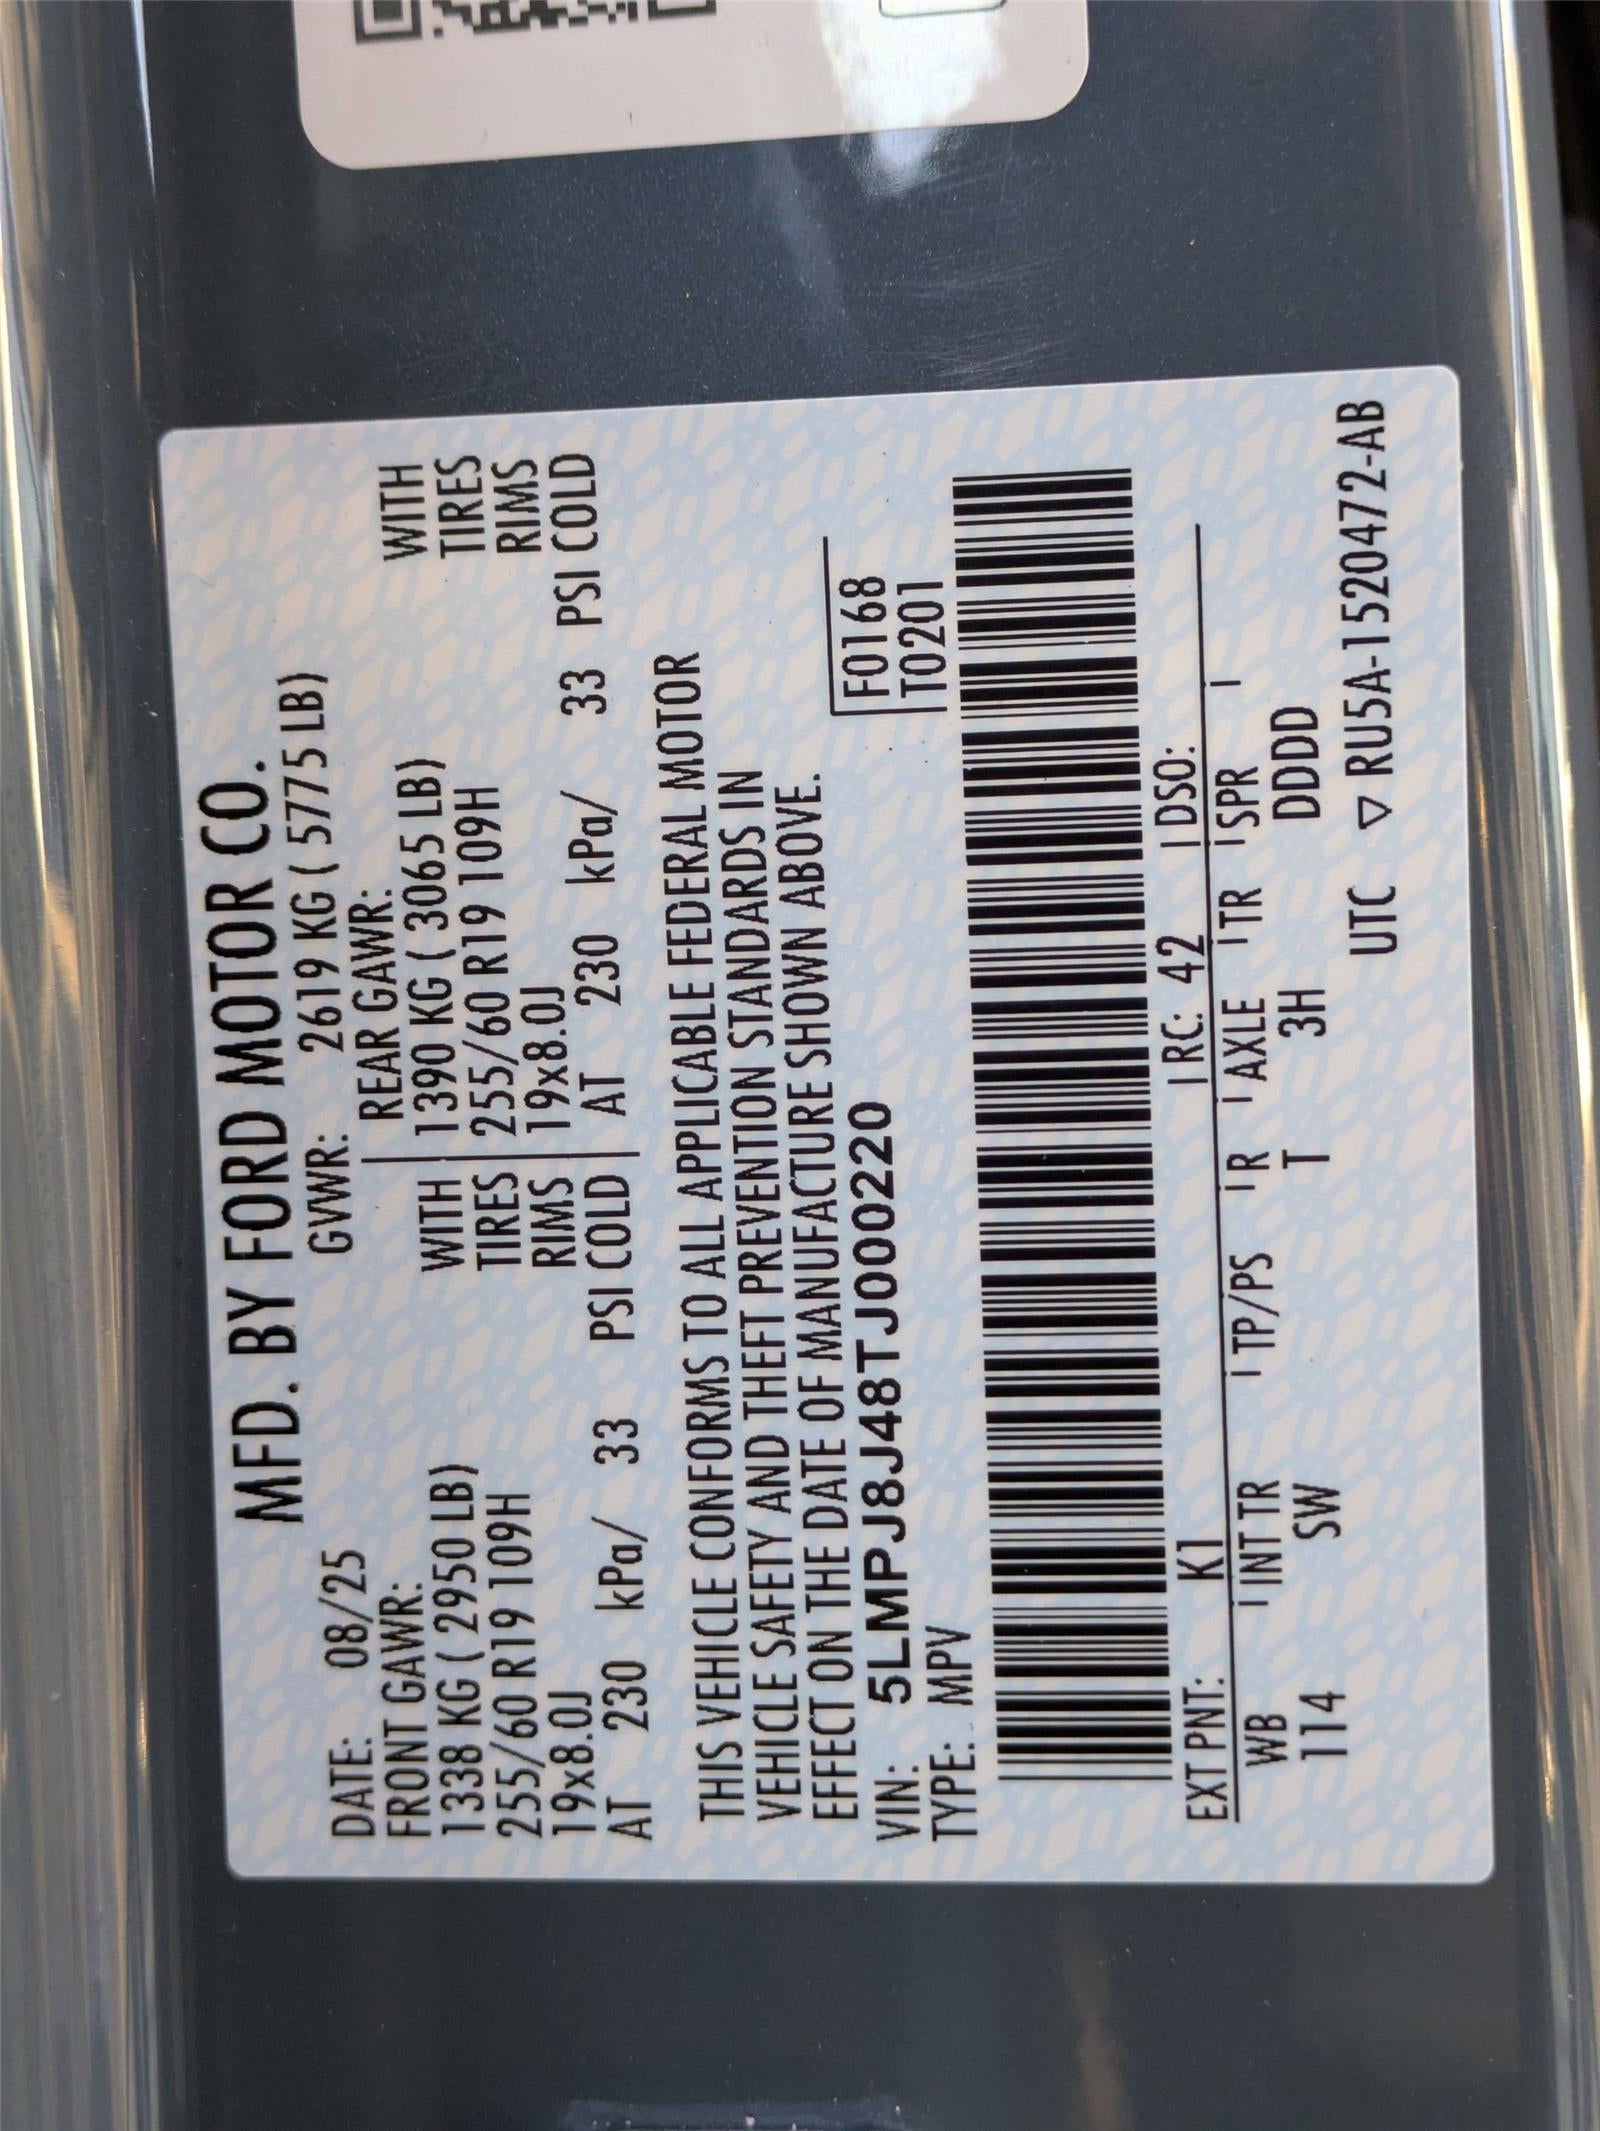 MFD. BY FORD MOTOR CO.
DATE: 08/25 GVWR: 2619 KG ( 5775 LB)
FRONT GAWR: REAR GAWR:
1338 KG ( 2950 LB) WITH 1390 KG ( 3065 LB) WITH
255/60 R19 109H TIRES 255/60 R19 109H TIRES
19x8.0J RIMS 19x8.0J RIMS
AT 230 kPa/ 33 PSI COLD AT 230 kPa/ 33 PSI COLD
THIS VEHICLE CONFORMS TO ALL APPLICABLE FEDERAL MOTOR
VEHICLE SAFETY AND THEFT PREVENTION STANDARDS IN
EFFECT ON THE DATE OF MANUFACTURE SHOWN ABOVE.
VIN: 5LMPJ8J48TJ000220 F0168
TYPE: MPV T0201
EXT PNT: K1 RC: 42 DSO:
WB INT TR TP/PS R AXLE TR SPR
114 SW T 3H DDDD
UTC ▽ RU5A-1520472-AB